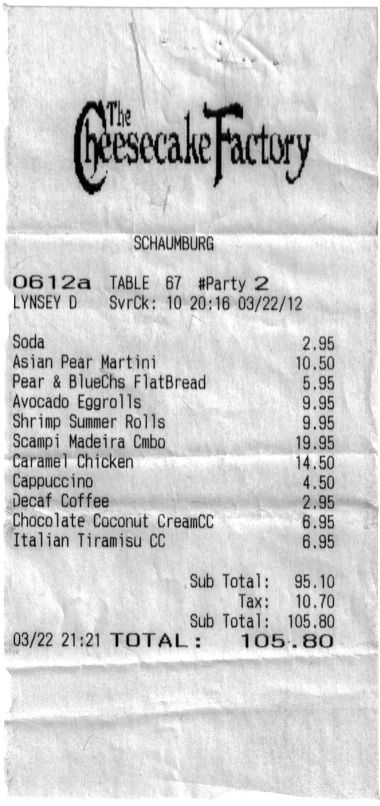 The
Cheesecake Factory
SCHAUMBURG
0612a TABLE 67 #Party 2
LYNSEY D SvrCk: 10 20:16 03/22/12
Soda 2.95
Asian Pear Martini 10.50
Pear & BlueChs FlatBread 5.95
Avocado Eggrolls 9.95
Shrimp Summer Rolls 9.95
Scampi Madeira Cmbo 19.95
Caramel Chicken 14.50
Cappuccino 4.50
Decaf Coffee 2.95
Chocolate Coconut CreamCC 6.95
Italian Tiramisu CC 6.95
Sub Total: 95.10
Tax: 10.70
Sub Total: 105.80
03/22 21:21 TOTAL: 105.80